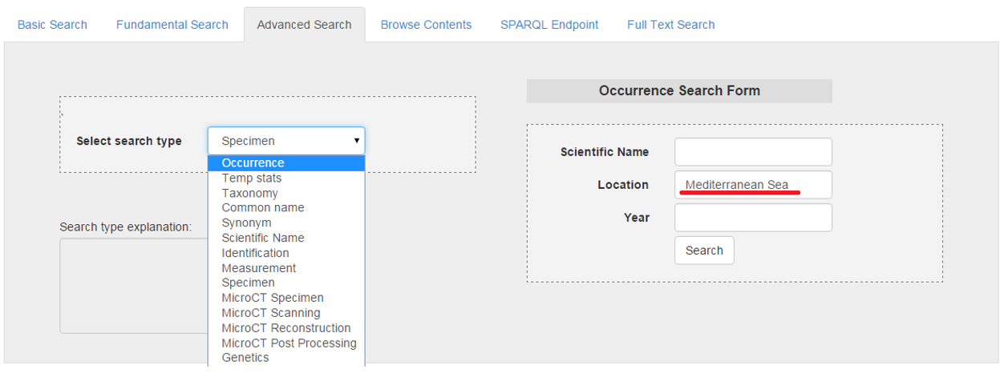 Basic Search Fundamental Search Advanced Search Browse Contents SPARQL Endpoint Full Text Search
Select search type Specimen
Occurrence
Temp stats
Taxonomy
Common name
Synonym
Scientific Name
Identification
Measurement
Specimen
MicroCT Specimen
MicroCT Scanning
MicroCT Reconstruction
MicroCT Post Processing
Genetics
Search type explanation:
Occurrence Search Form
Scientific Name
Location Mediterranean Sea
Year
Search